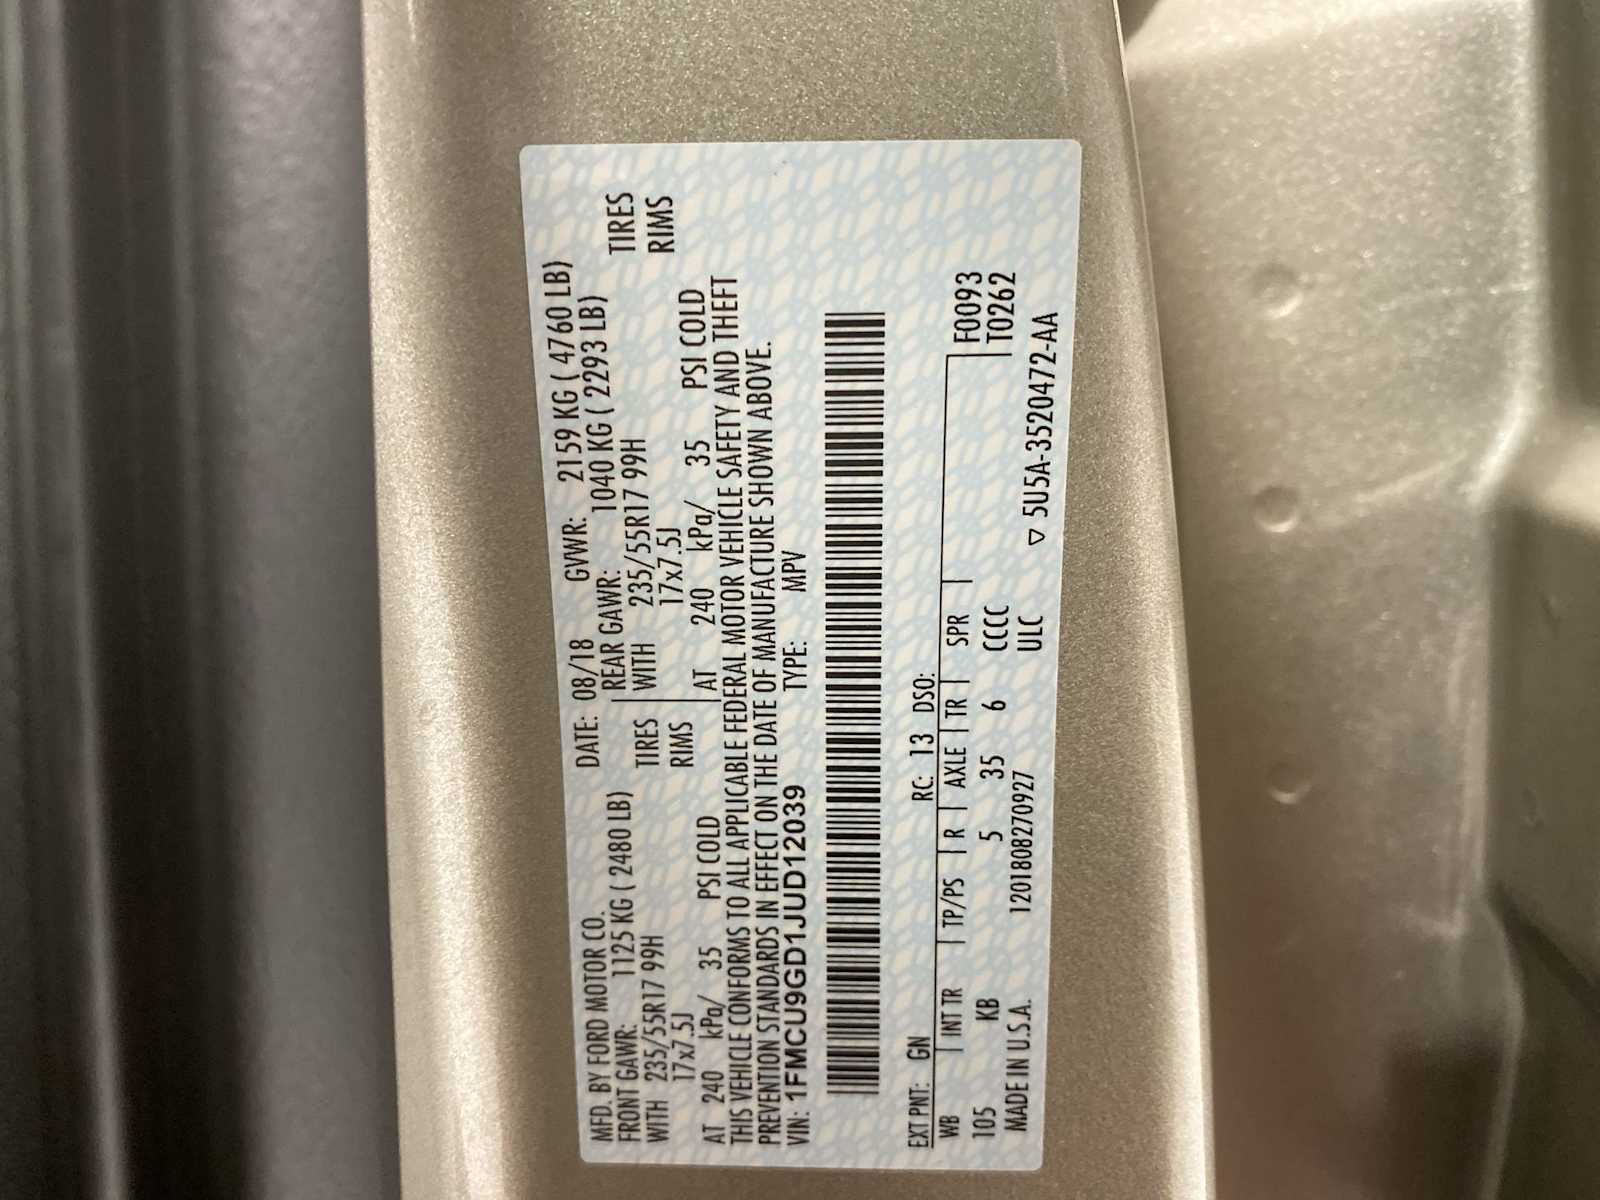 MFD. BY FORD MOTOR CO. DATE: 08/18 GVWR: 2159 KG ( 4760 LB)
FRONT GAWR: 1125 KG ( 2480 LB) REAR GAWR: 1040 KG ( 2293 LB)
WITH 235/55R17 99H TIRES WITH 235/55R17 99H TIRES
17x7.5J RIMS 17x7.5J RIMS
AT 240 kPa/ 35 PSI COLD AT 240 kPa/ 35 PSI COLD
THIS VEHICLE CONFORMS TO ALL APPLICABLE FEDERAL MOTOR VEHICLE SAFETY AND THEFT
PREVENTION STANDARDS IN EFFECT ON THE DATE OF MANUFACTURE SHOWN ABOVE.
VIN: 1FMCU9GD1JUD12039 TYPE: MPV
EXT PNT: GN RC: 13 DSO: F0093
WB INT TR TP/PS R AXLE TR SPR T0262
105 KB 5 35 6 CCCC
MADE IN U.S.A. 1201808270927 ULC ▽ 5U5A-3520472-AA